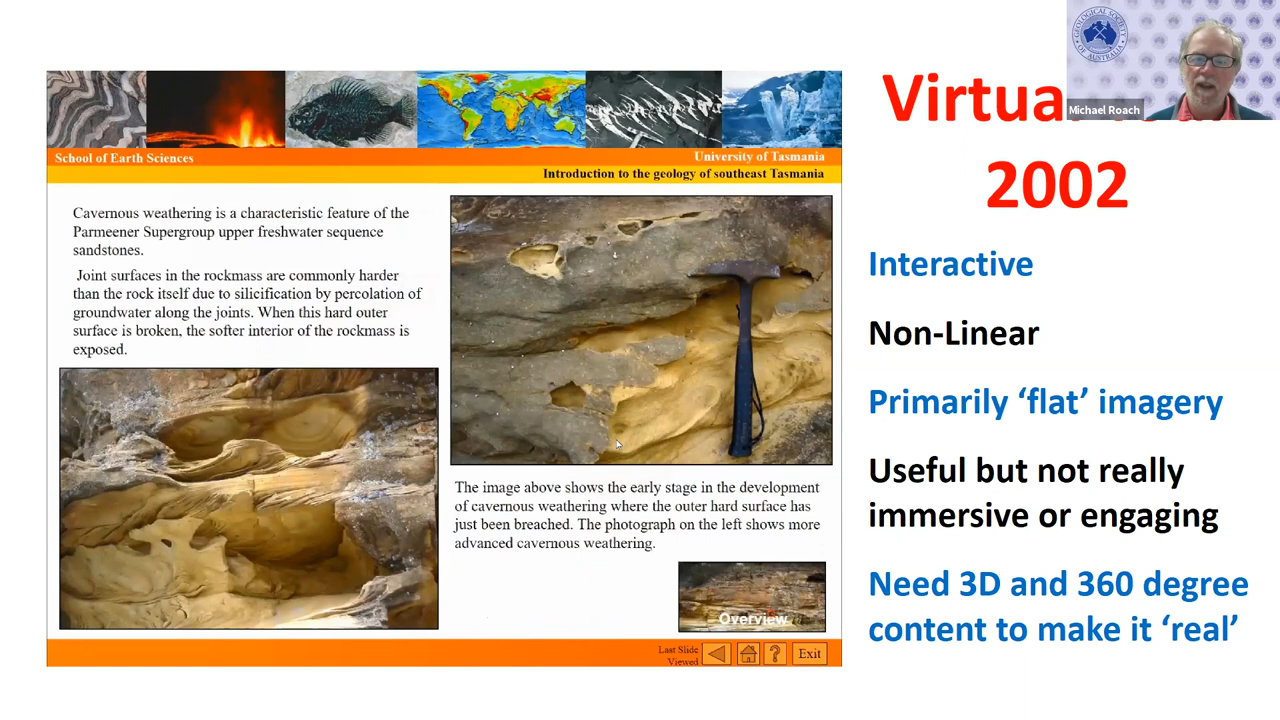 GEOLOGICAL SOCIETY
OF AUSTRALIA
Michael Roach
2002
School of Earth Sciences
University of Tasmania
Introduction to the geology of southeast Tasmania
Cavernous weathering is a characteristic feature of the
Parmeener Supergroup upper freshwater sequence
sandstones.
Joint surfaces in the rockmass are commonly harder
than the rock itself due to silicification by percolation of
groundwater along the joints. When this hard outer
surface is broken, the softer interior of the rockmass is
exposed.
The image above shows the early stage in the development
of cavernous weathering where the outer hard surface has
just been breached. The photograph on the left shows more
advanced cavernous weathering.
Overview
Last Slide
Viewed
?
Exit
Interactive
Non-Linear
Primarily ‘flat’ imagery
Useful but not really
immersive or engaging
Need 3D and 360 degree
content to make it ‘real’